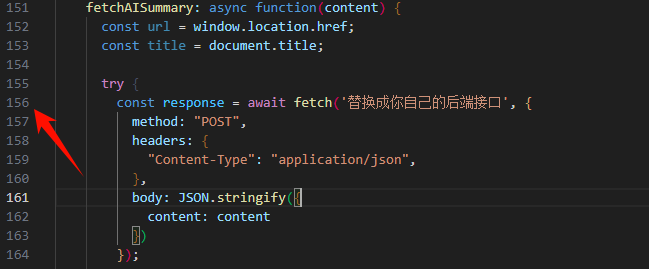 151 fetchAISummary: async function(content) {
152 const url = window.location.href;
153 const title = document.title;
154
155 try {
156 const response = await fetch('替换成你自己的后端接口', {
157 method: "POST",
158 headers: {
159 "Content-Type": "application/json",
160 },
161 body: JSON.stringify({
162 content: content
163 })
164 });